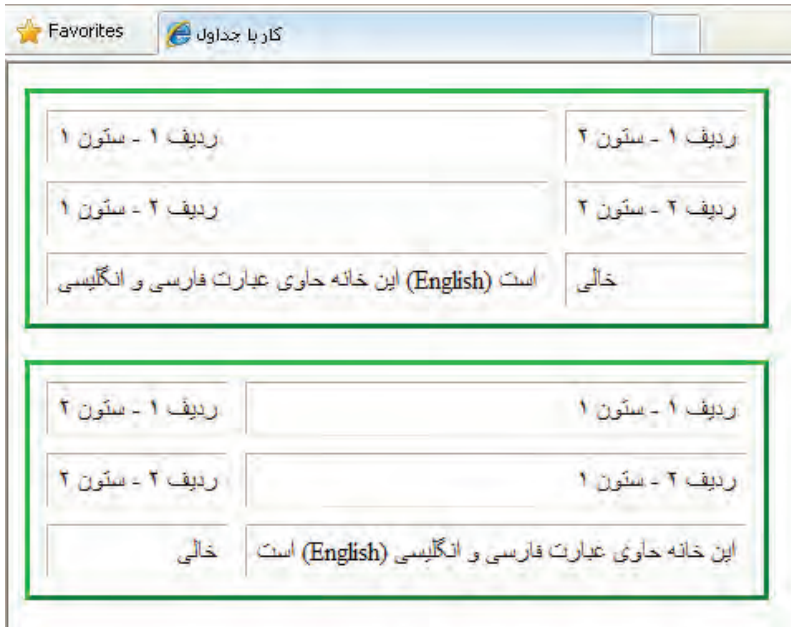 Favorites
کار با جداول
ردیف ۱ - ستون ۱
ردیف ۱ - ستون ۲
ردیف ۲ - ستون ۱
ردیف ۲ - ستون ۲
است (English) این خانه حاوی عبارت فارسی و انگلیسی
خالی
ردیف ۱ - ستون ۱
ردیف ۱ - ستون ۲
ردیف ۲ - ستون ۱
ردیف ۲ - ستون ۲
این خانه حاوی عبارت فارسی و انگلیسی (English) است
خالی